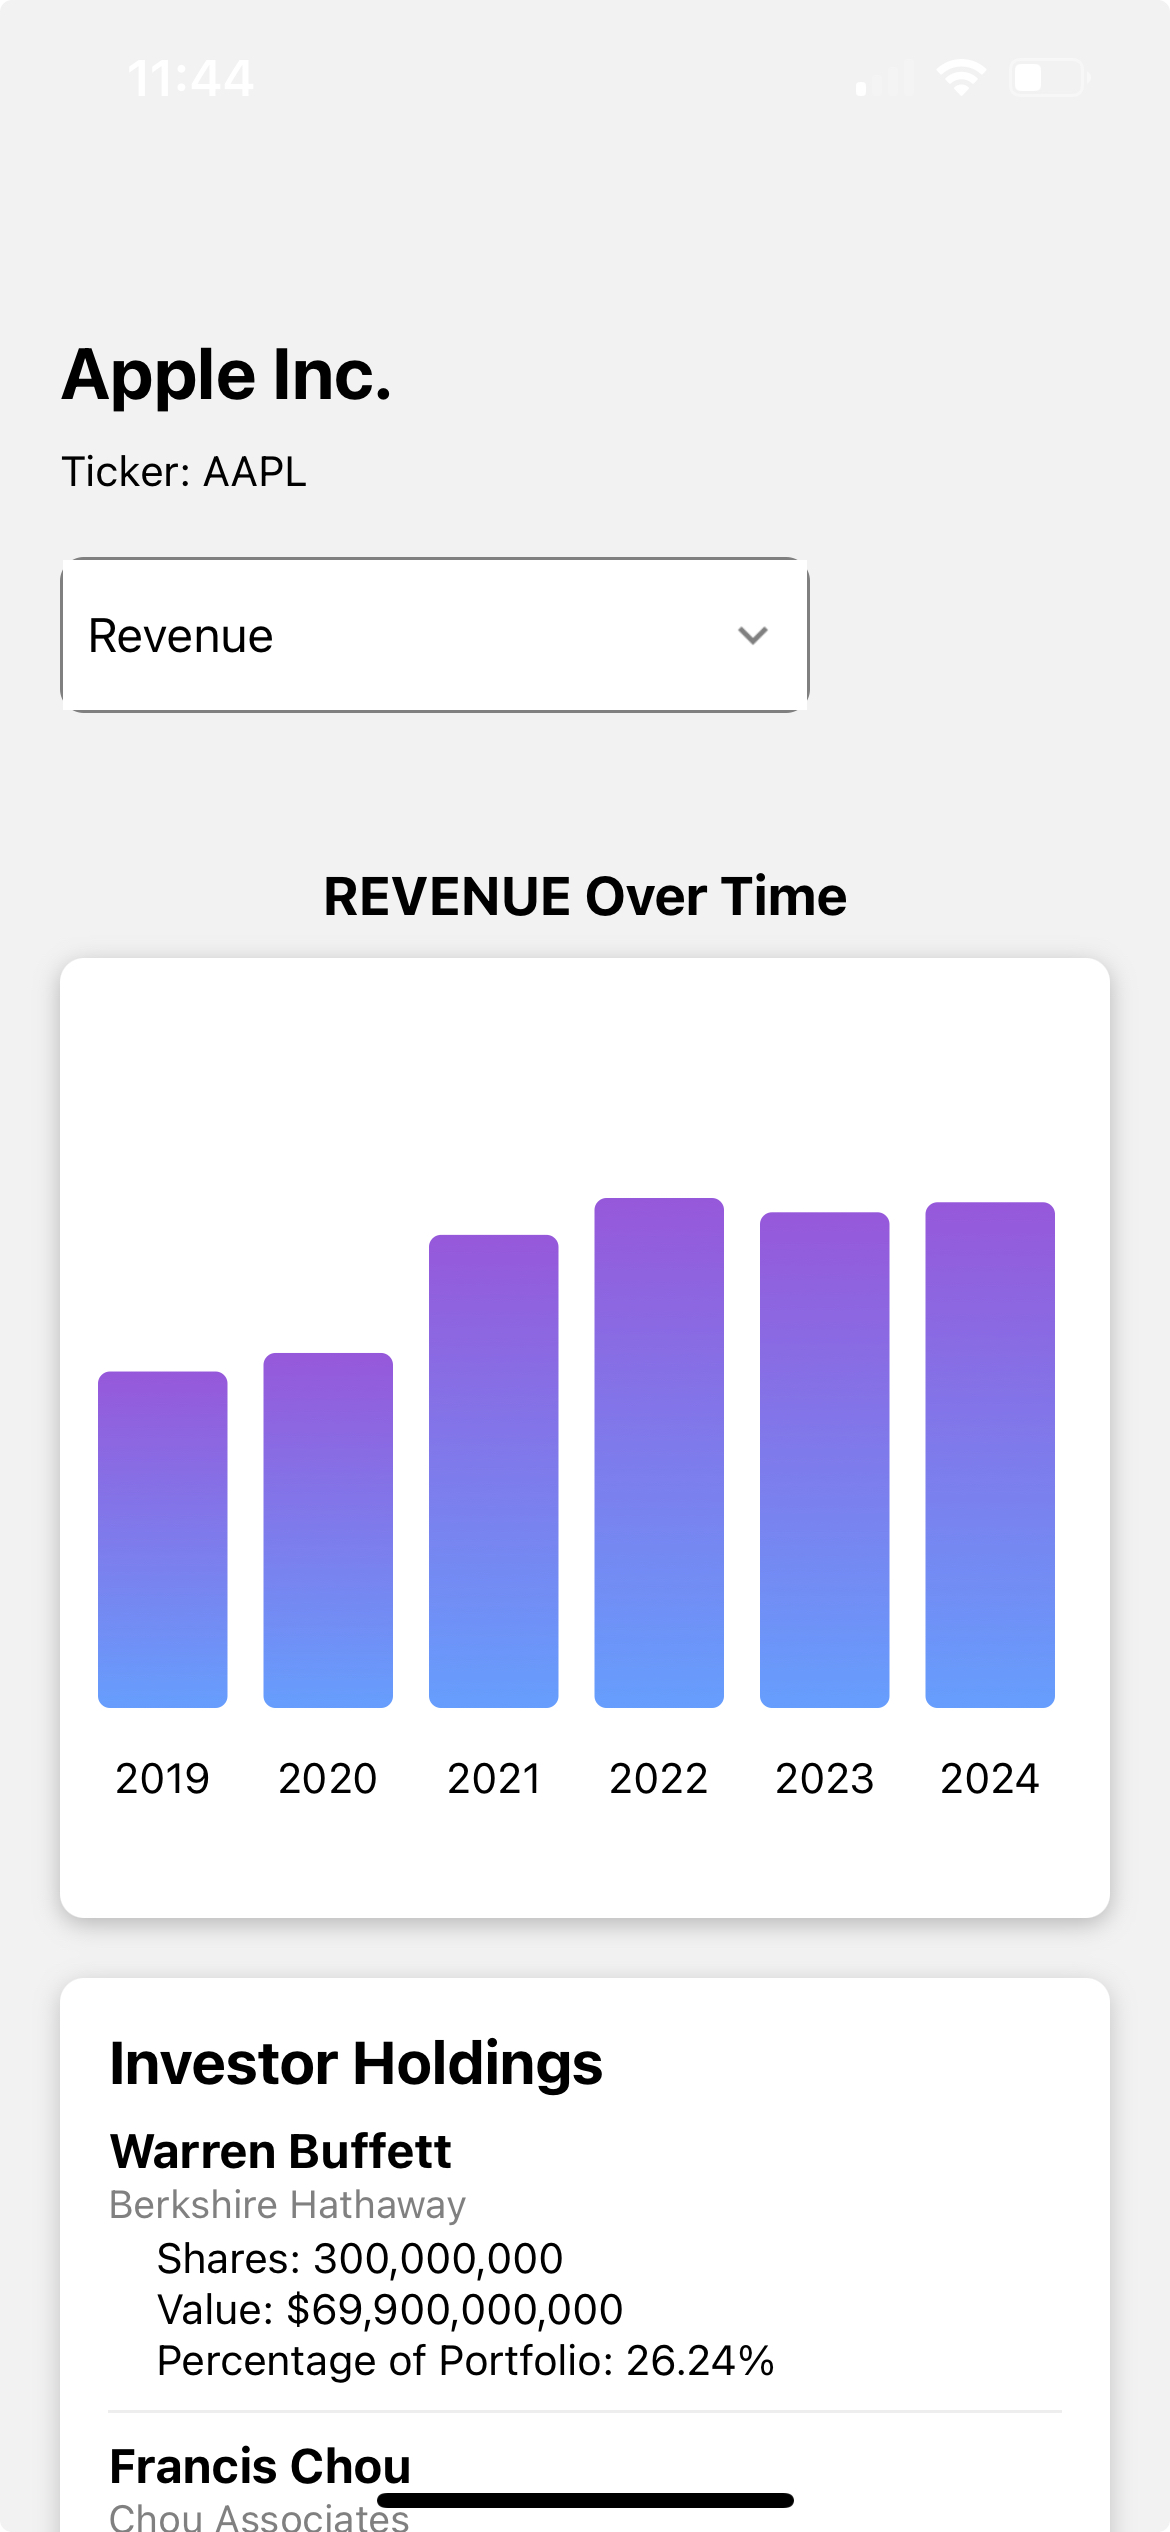 11:44
Apple Inc.
Ticker: AAPL
Revenue
REVENUE Over Time
2019 2020 2021 2022 2023 2024
Investor Holdings
Warren Buffett
Berkshire Hathaway
Shares: 300,000,000
Value: $69,900,000,000
Percentage of Portfolio: 26.24%
Francis Chou
Chou Associates